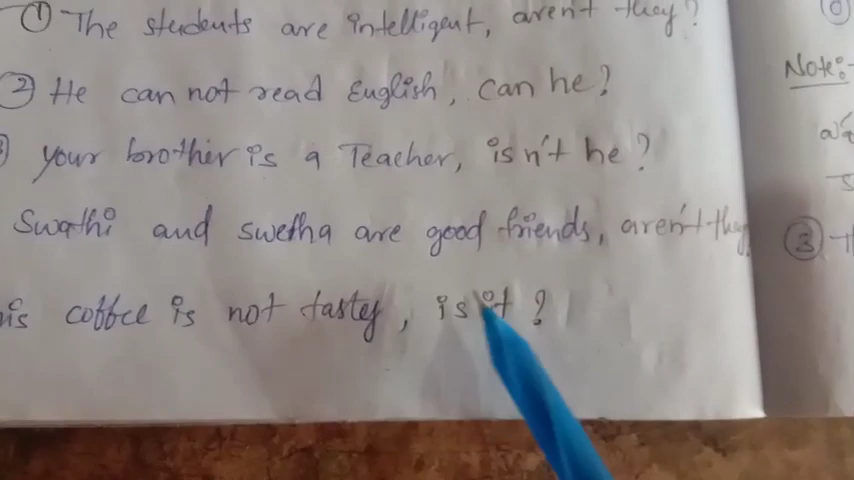 ① The students are intelligent, aren't they?
② He can not read English, can he?
your brother is a Teacher, isn't he?
Swathi and swetha are good friends, aren't they
coffee is not tasty, is it?
Note:-
③